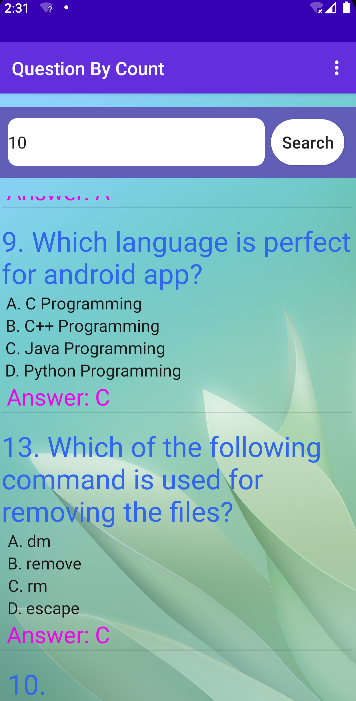 2:31
Question By Count
10
Search
Answer: A
9. Which language is perfect
for android app?
A. C Programming
B. C++ Programming
C. Java Programming
D. Python Programming
Answer: C
13. Which of the following
command is used for
removing the files?
A. dm
B. remove
C. rm
D. escape
Answer: C
10.